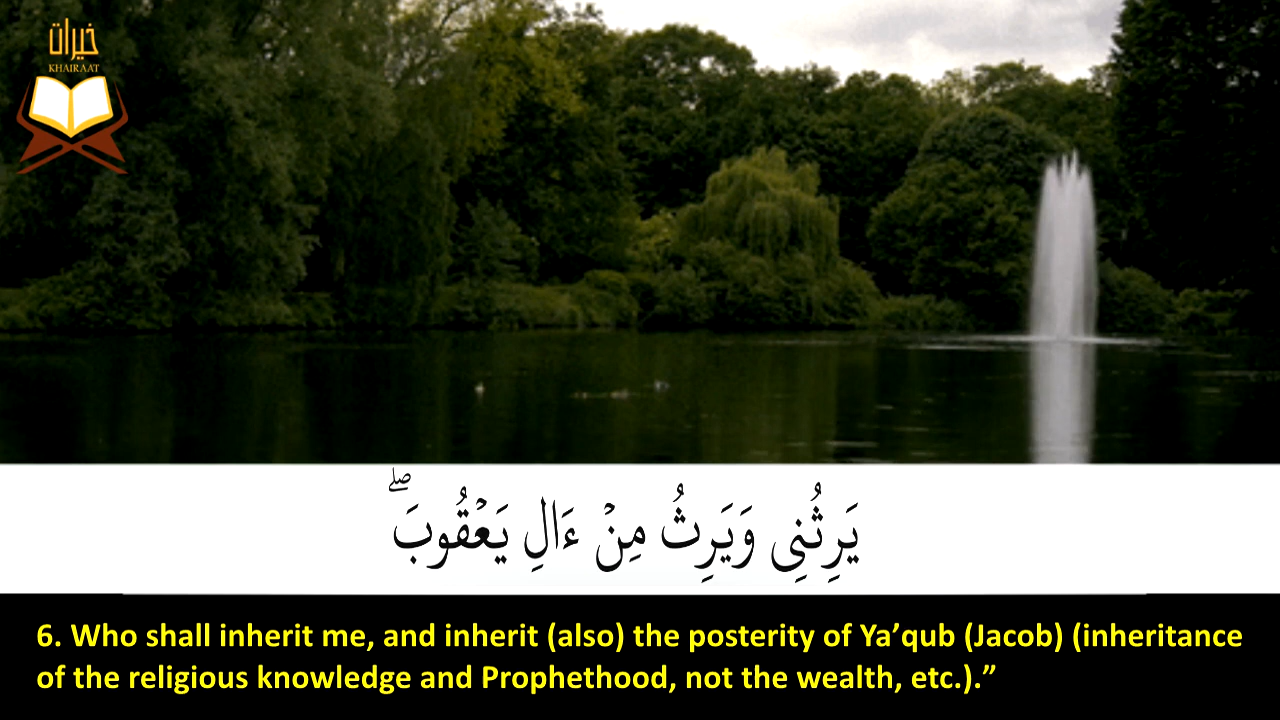 خيرات
KHAIRAAT
يَرِثُنِى وَيَرِثُ مِنْ ءَالِ يَعْقُوبَ ۖ
6. Who shall inherit me, and inherit (also) the posterity of Ya’qub (Jacob) (inheritance
of the religious knowledge and Prophethood, not the wealth, etc.).”